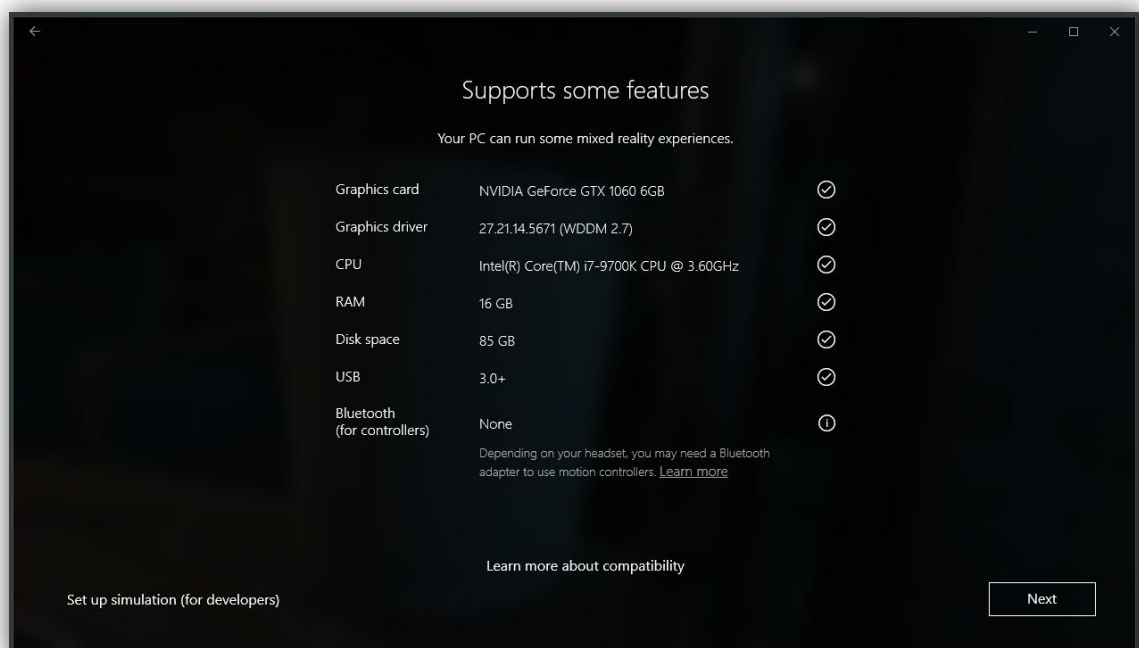 Supports some features
Your PC can run some mixed reality experiences.
Graphics card NVIDIA GeForce GTX 1060 6GB
Graphics driver 27.21.14.5671 (WDDM 2.7)
CPU Intel(R) Core(TM) i7-9700K CPU @ 3.60GHz
RAM 16 GB
Disk space 85 GB
USB 3.0+
Bluetooth
(for controllers) None
Depending on your headset, you may need a Bluetooth
adapter to use motion controllers. Learn more
Learn more about compatibility
Set up simulation (for developers) Next